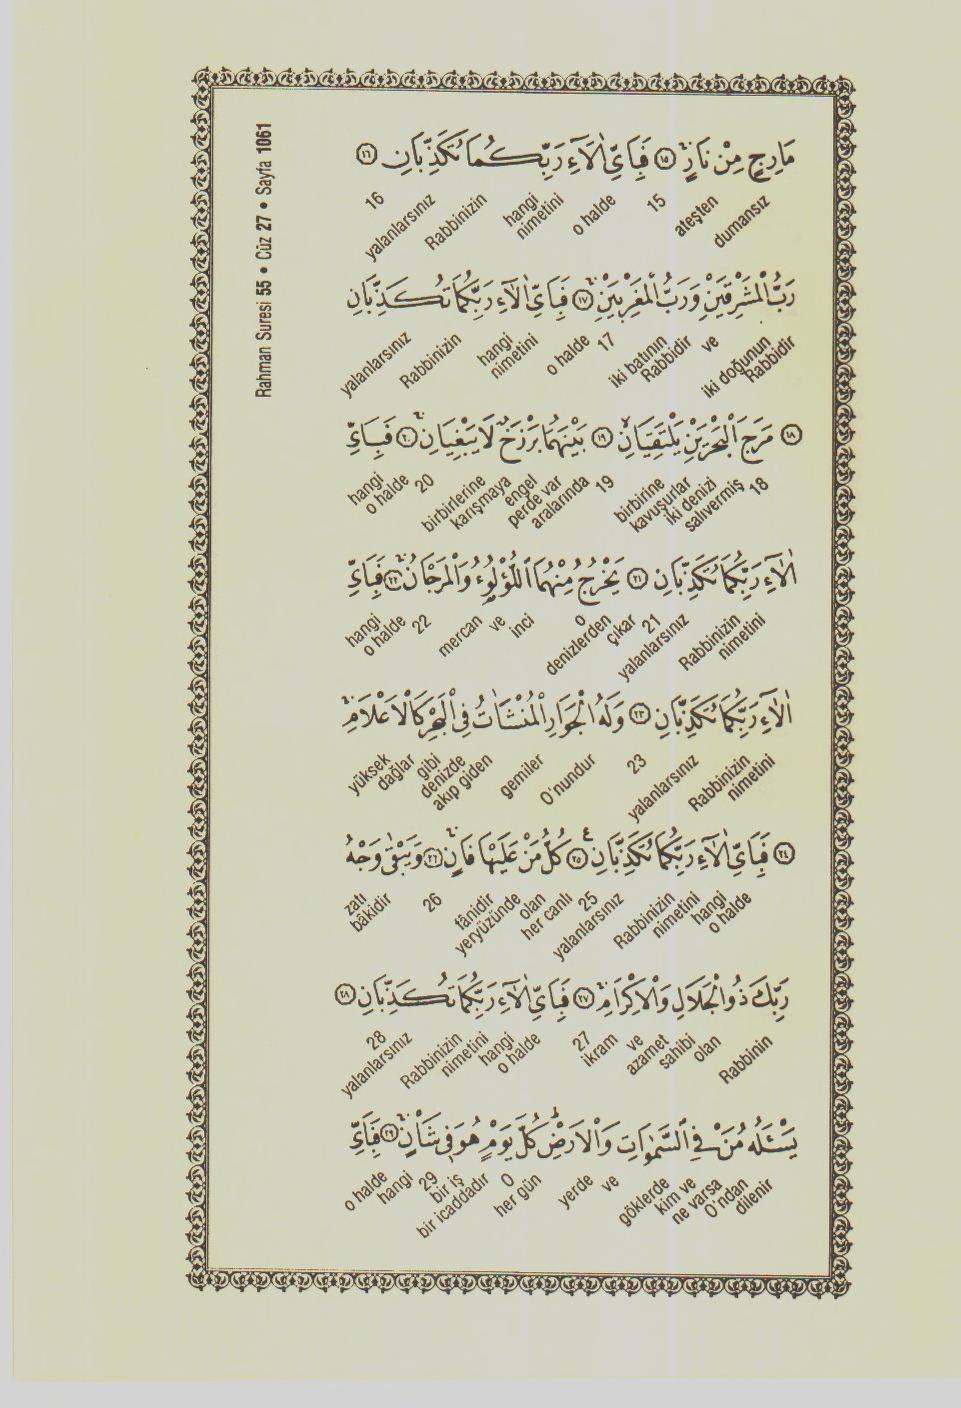 Rahman Suresi 55 • Cüz 27 • Sayfa 1061
مَارِجٍ مِنْ نَارٍۚ ﴿١٥﴾ فَبِاَىِّ اٰلَٓاءِ رَبِّكُمَا تُكَذِّبَانِ ﴿١٦﴾
dumansız ateşten 15 o halde hangi nimetini Rabbinizin yalanlarsınız 16
رَبُّ الْمَشْرِقَيْنِ وَرَبُّ الْمَغْرِبَيْنِۚ ﴿١٧﴾ فَبِاَىِّ اٰلَٓاءِ رَبِّكُمَا تُكَذِّبَانِ
iki doğunun Rabbidir ve iki batının Rabbidir 17 o halde hangi nimetini Rabbinizin yalanlarsınız
﴿١٨﴾ مَرَجَ الْبَحْرَيْنِ يَلْتَقِيَانِۙ ﴿١٩﴾ بَيْنَهُمَا بَرْزَخٌ لَا يَبْغِيَانِۚ ﴿٢٠﴾ فَبِاَىِّ
18 salıvermiş iki denizi kavuşurlar birbirine 19 aralarında perde var engel karışmaya birbirlerine 20 o halde hangi
اٰلَٓاءِ رَبِّكُمَا تُكَذِّبَانِ ﴿٢١﴾ يَخْرُجُ مِنْهُمَا اللُّؤْلُؤُ وَالْمَرْجَانُۚ ﴿٢٢﴾ فَبِاَىِّ
nimetini Rabbinizin yalanlarsınız 21 çıkar o denizlerden inci ve mercan 22 o halde hangi
اٰلَٓاءِ رَبِّكُمَا تُكَذِّبَانِ ﴿٢٣﴾ وَلَهُ الْجَوَارِ الْمُنْشَاٰتُ فِى الْبَحْرِ كَالْاَعْلَامِۚ
nimetini Rabbinizin yalanlarsınız 23 O'nundur gemiler akıp giden denizde gibi dağlar yüksek
﴿٢٤﴾ فَبِاَىِّ اٰلَٓاءِ رَبِّكُمَا تُكَذِّبَانِ۟ ﴿٢٥﴾ كُلُّ مَنْ عَلَيْهَا فَانٍۚ ﴿٢٦﴾ وَيَبْقٰى وَجْهُ
o halde hangi nimetini Rabbinizin yalanlarsınız 25 her canlı olan yeryüzünde fânidir 26 bâkidir zatı
رَبِّكَ ذُوالْجَلَالِ وَالْاِكْرَامِۚ ﴿٢٧﴾ فَبِاَىِّ اٰلَٓاءِ رَبِّكُمَا تُكَذِّبَانِ ﴿٢٨﴾
Rabbinin olan sahibi azamet ve ikram 27 o halde hangi nimetini Rabbinizin yalanlarsınız 28
يَسْـَٔلُهُ مَنْ فِى السَّمٰوَاتِ وَالْاَرْضِۜ كُلَّ يَوْمٍ هُوَ فِى شَاْنٍۚ ﴿٢٩﴾ فَبِاَىِّ
dilenir O'ndan ne varsa kim ve göklerde ve yerde her gün O bir icaddadır bir iş 29 hangi o halde